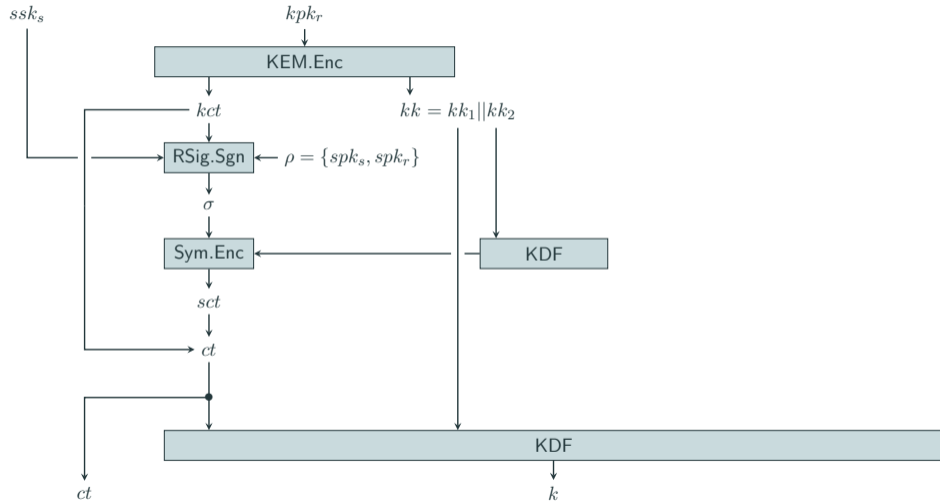 ssk_s kpk_r
KEM.Enc
kct kk = kk_1||kk_2
RSig.Sgn ρ = {spk_s, spk_r}
σ
Sym.Enc KDF
sct
ct
KDF
ct k